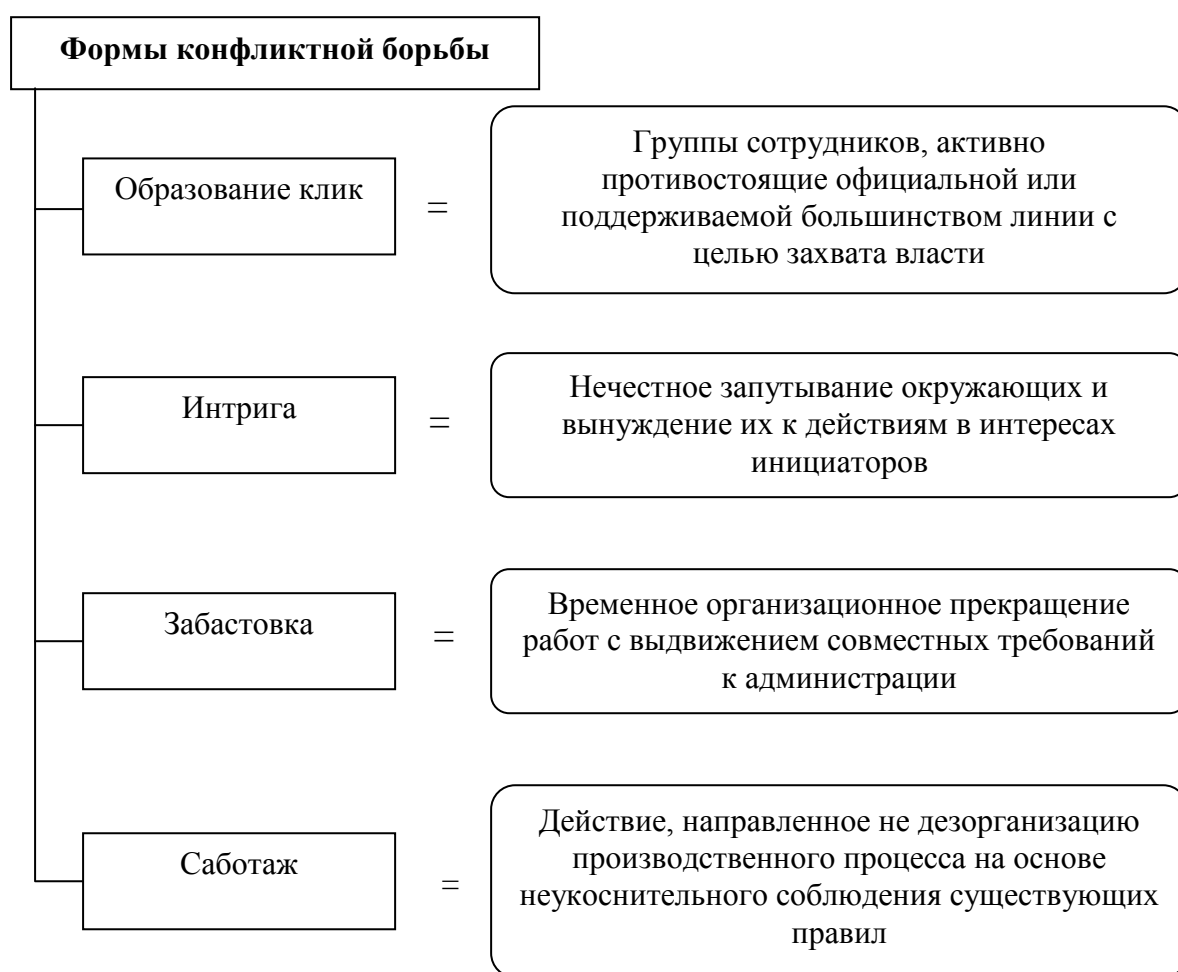 Формы конфликтной борьбы
Образование клик
=
Группы сотрудников, активно
противостоящие официальной или
поддерживаемой большинством линии с
целью захвата власти
Интрига
=
Нечестное запутывание окружающих и
вынуждение их к действиям в интересах
инициаторов
Забастовка
=
Временное организационное прекращение
работ с выдвижением совместных требований
к администрации
Саботаж
=
Действие, направленное не дезорганизацию
производственного процесса на основе
неукоснительного соблюдения существующих
правил